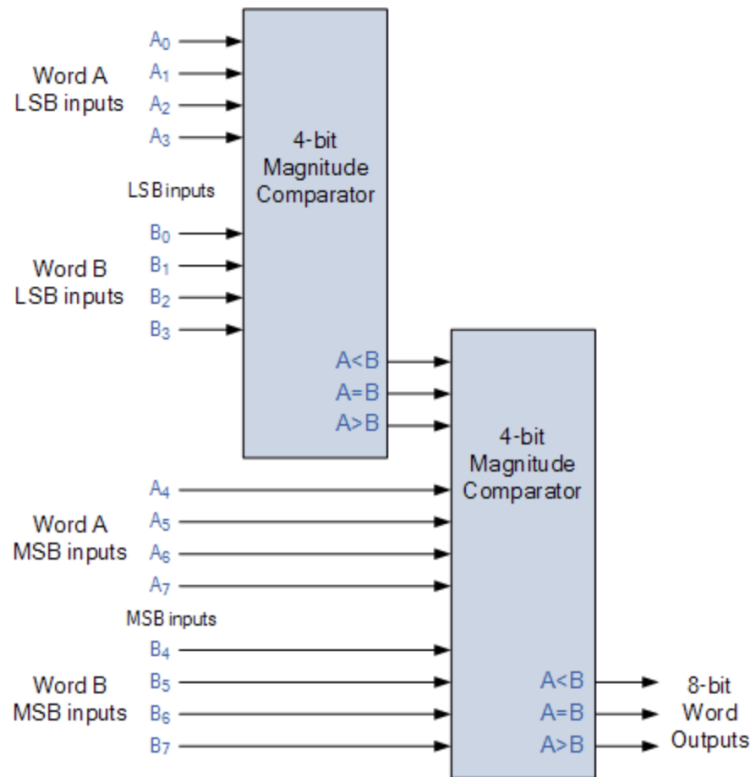 A₀
A₁
Word A
LSB inputs
A₂
A₃
4-bit
Magnitude
Comparator
LSB inputs
B₀
B₁
Word B
LSB inputs
B₂
B₃
A<B
A=B
A>B
4-bit
Magnitude
Comparator
A₄
A₅
Word A
MSB inputs
A₆
A₇
MSB inputs
B₄
B₅
Word B
MSB inputs
B₆
B₇
A<B
A=B
A>B
8-bit
Word
Outputs